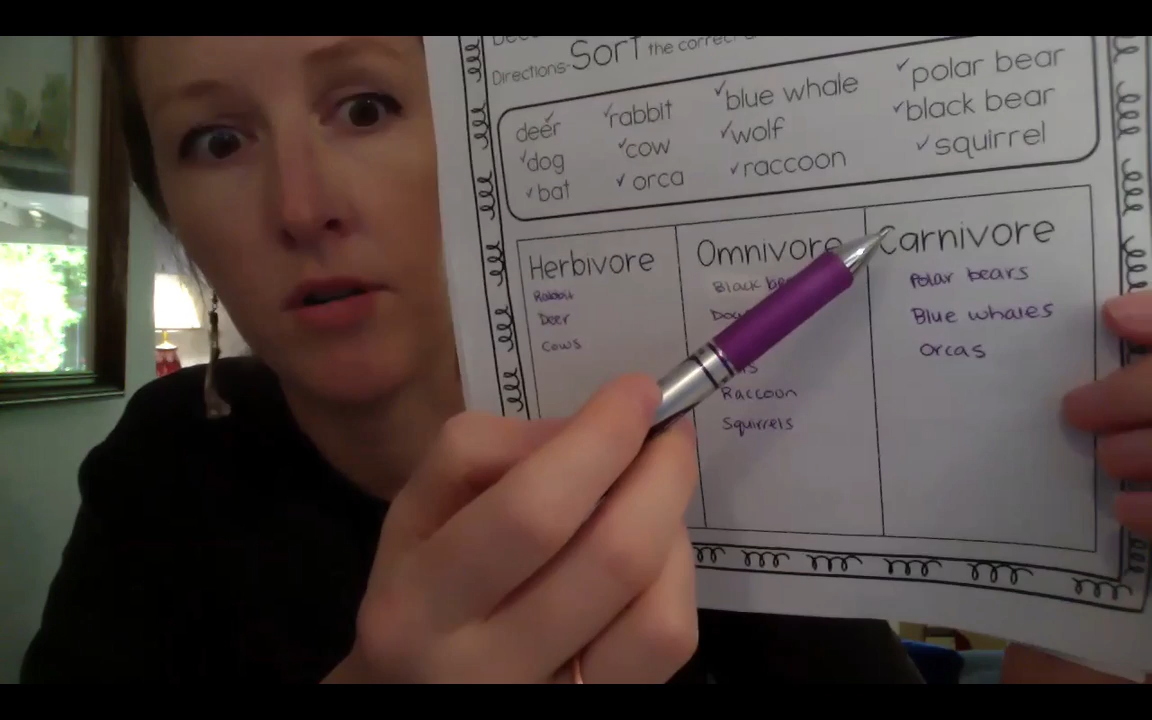 Directions- Sort the correct
deer rabbit blue whale polar bear
dog cow wolf black bear
bat orca raccoon squirrel
Herbivore Omnivore Carnivore
Rabbit Black Polar bears
Deer Blue whales
Cows Orcas
Raccoon
Squirrels